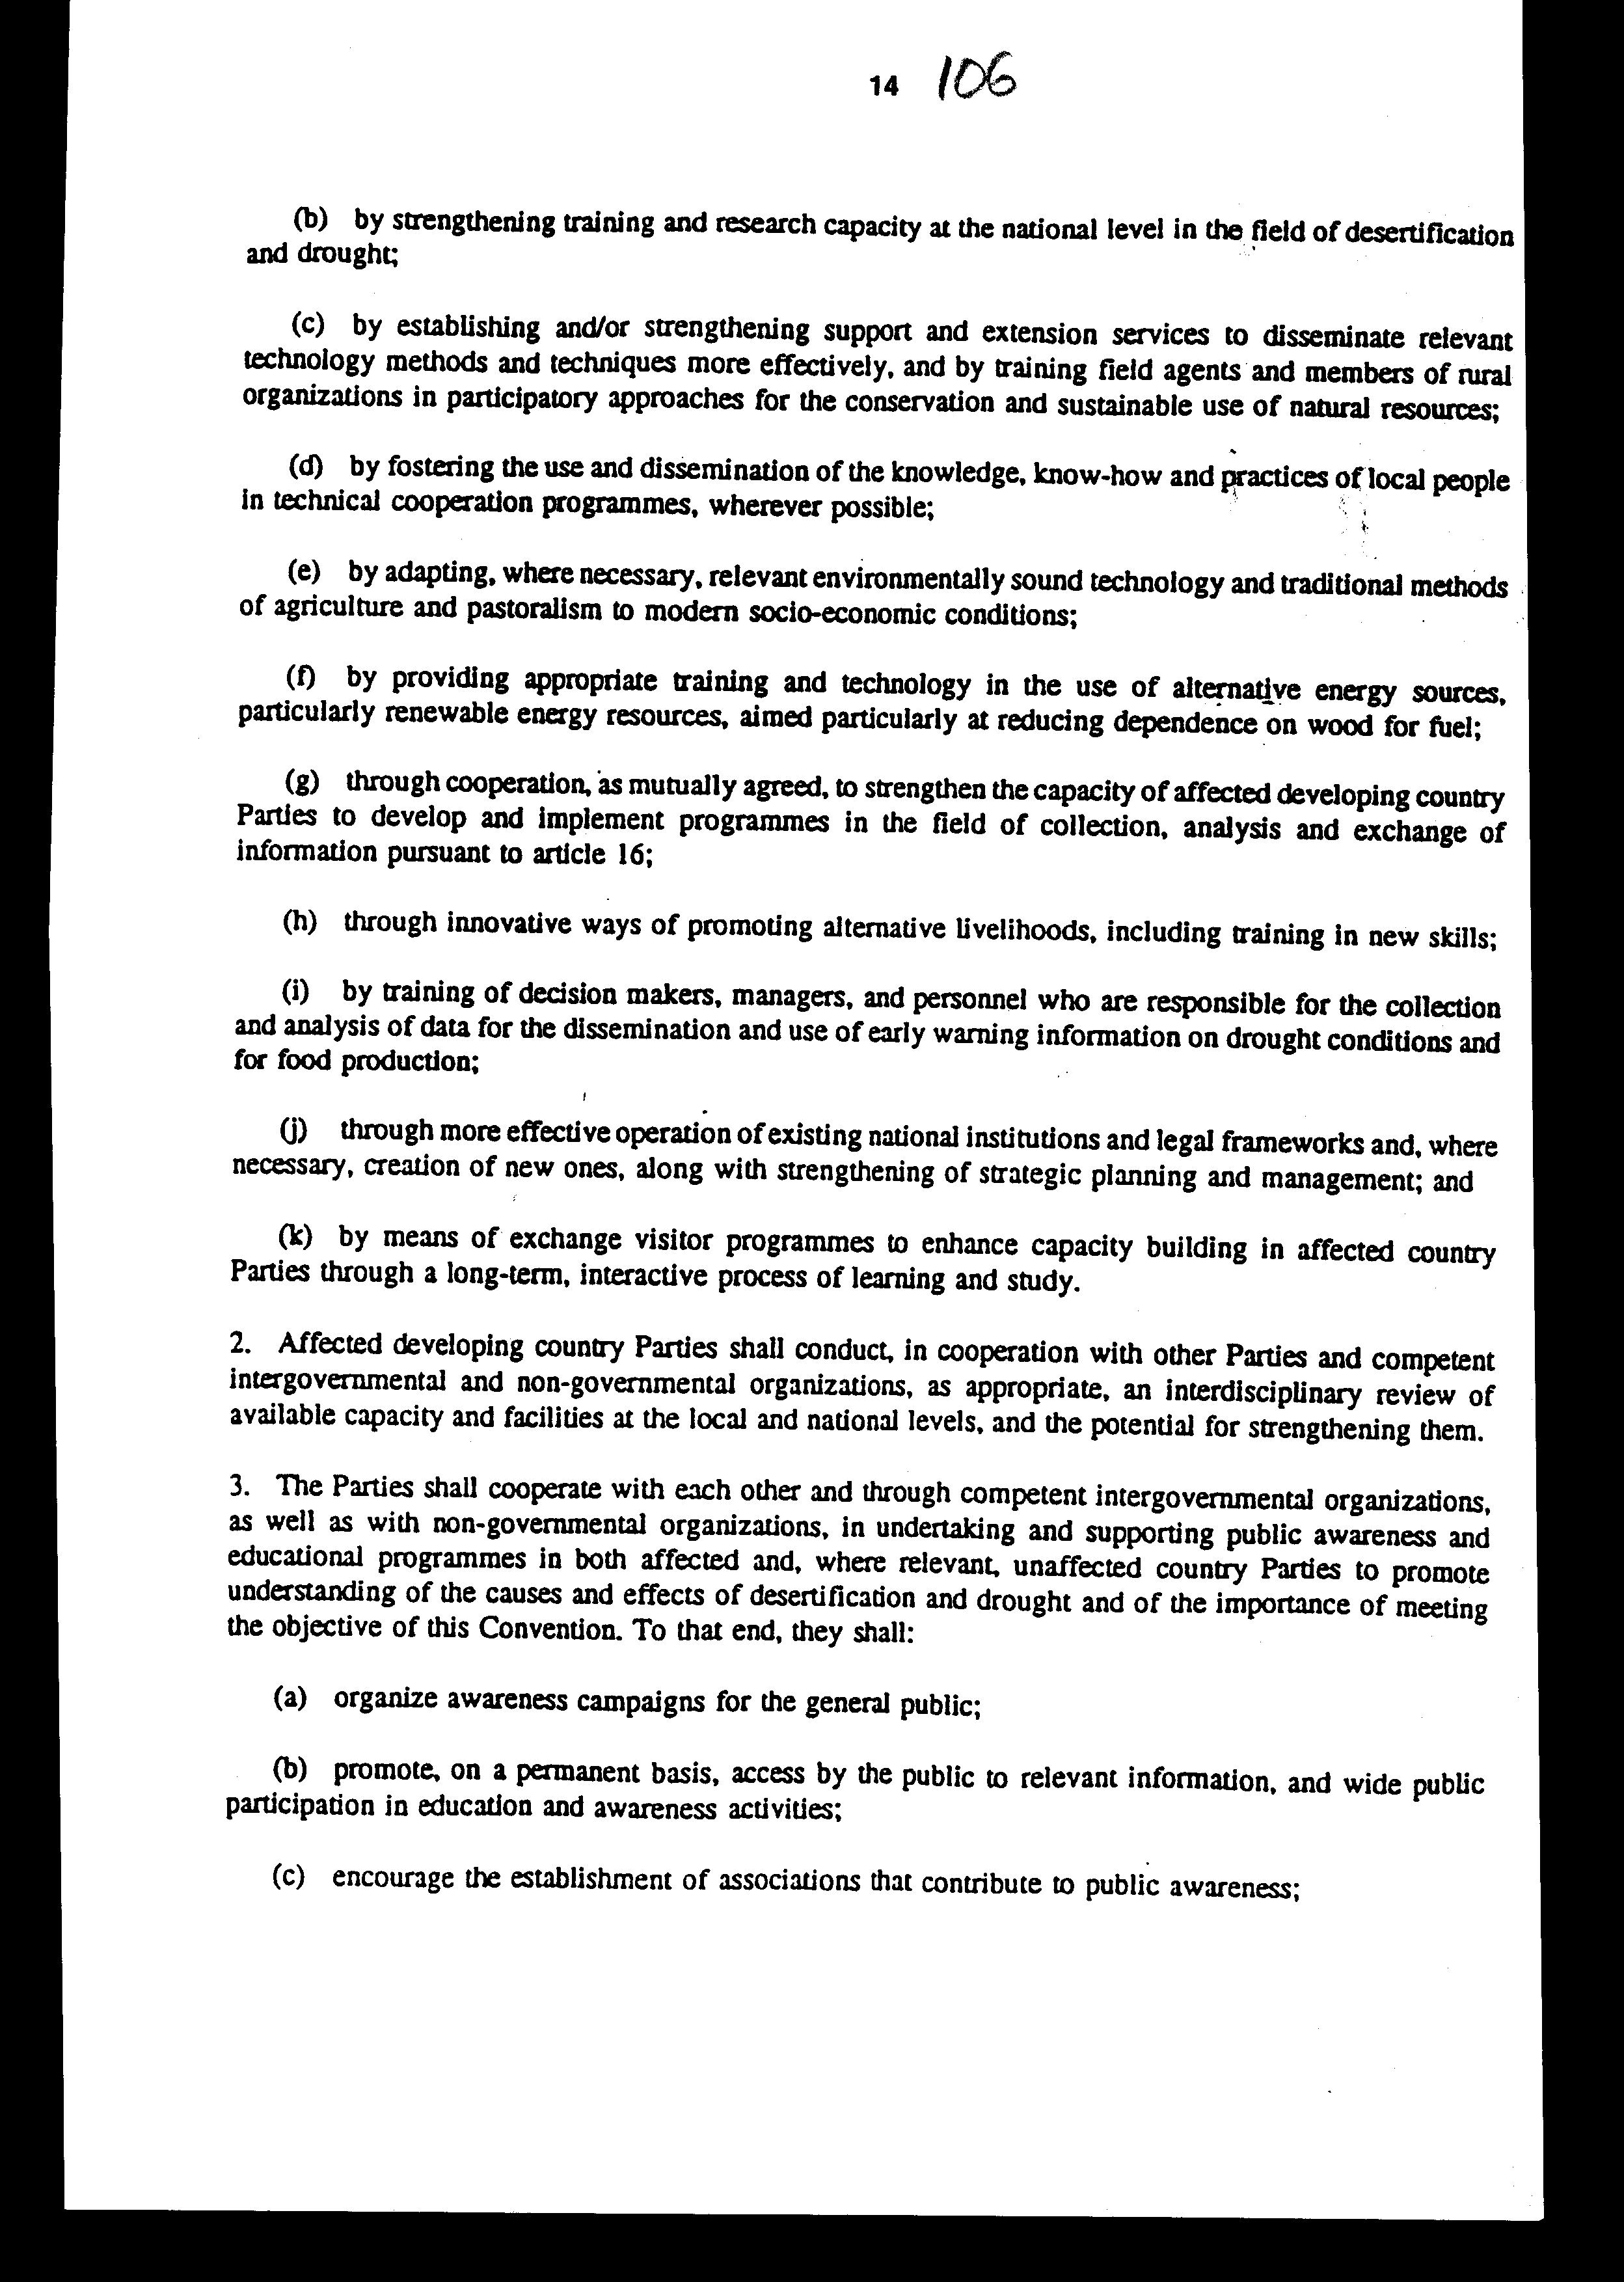 14 106
(b) by strengthening training and research capacity at the national level in the field of desertification
and drought;
(c) by establishing and/or strengthening support and extension services to disseminate relevant
technology methods and techniques more effectively, and by training field agents and members of rural
organizations in participatory approaches for the conservation and sustainable use of natural resources;
(d) by fostering the use and dissemination of the knowledge, know-how and practices of local people
in technical cooperation programmes, wherever possible;
(e) by adapting, where necessary, relevant environmentally sound technology and traditional methods
of agriculture and pastoralism to modern socio-economic conditions;
(f) by providing appropriate training and technology in the use of alternative energy sources,
particularly renewable energy resources, aimed particularly at reducing dependence on wood for fuel;
(g) through cooperation, as mutually agreed, to strengthen the capacity of affected developing country
Parties to develop and implement programmes in the field of collection, analysis and exchange of
information pursuant to article 16;
(h) through innovative ways of promoting alternative livelihoods, including training in new skills;
(i) by training of decision makers, managers, and personnel who are responsible for the collection
and analysis of data for the dissemination and use of early warning information on drought conditions and
for food production;
(j) through more effective operation of existing national institutions and legal frameworks and, where
necessary, creation of new ones, along with strengthening of strategic planning and management; and
(k) by means of exchange visitor programmes to enhance capacity building in affected country
Parties through a long-term, interactive process of learning and study.
2. Affected developing country Parties shall conduct, in cooperation with other Parties and competent
intergovernmental and non-governmental organizations, as appropriate, an interdisciplinary review of
available capacity and facilities at the local and national levels, and the potential for strengthening them.
3. The Parties shall cooperate with each other and through competent intergovernmental organizations,
as well as with non-governmental organizations, in undertaking and supporting public awareness and
educational programmes in both affected and, where relevant, unaffected country Parties to promote
understanding of the causes and effects of desertification and drought and of the importance of meeting
the objective of this Convention. To that end, they shall:
(a) organize awareness campaigns for the general public;
(b) promote, on a permanent basis, access by the public to relevant information, and wide public
participation in education and awareness activities;
(c) encourage the establishment of associations that contribute to public awareness;